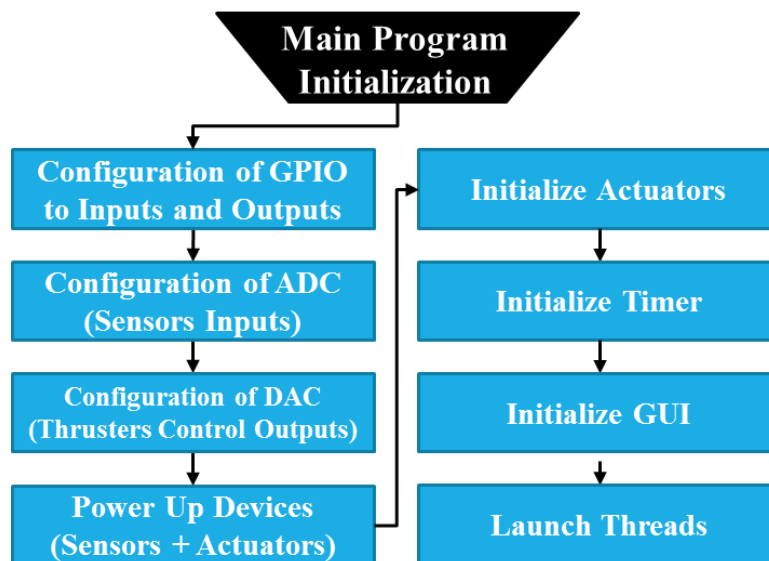 Main Program
Initialization
Configuration of GPIO
to Inputs and Outputs
Configuration of ADC
(Sensors Inputs)
Configuration of DAC
(Thrusters Control Outputs)
Power Up Devices
(Sensors + Actuators)
Initialize Actuators
Initialize Timer
Initialize GUI
Launch Threads